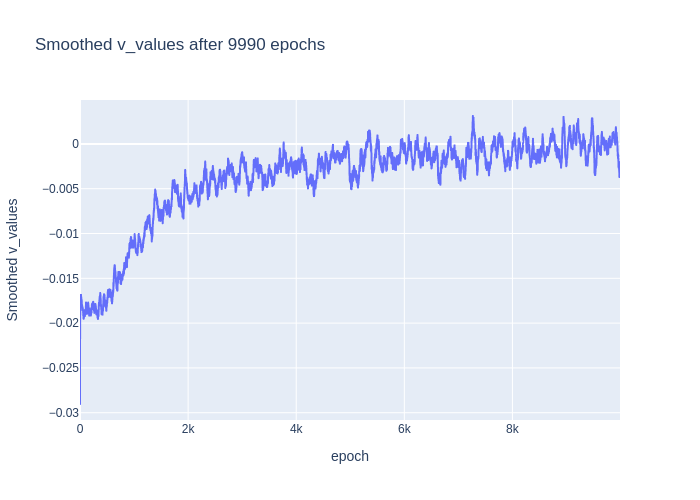 Smoothed v_values after 9990 epochs
Smoothed v_values
0
−0.005
−0.01
−0.015
−0.02
−0.025
−0.03
0
2k
4k
6k
8k
epoch